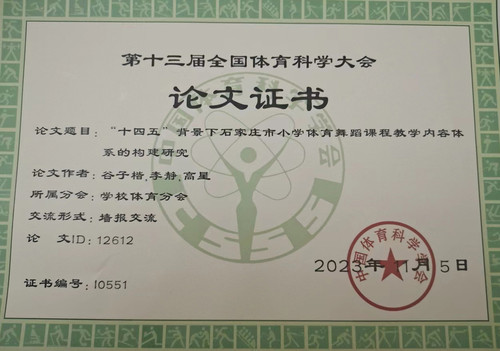 第十三届全国体育科学大会
论文证书
论文题目：“十四五”背景下石家庄市小学体育舞蹈课程教学内容体
系的构建研究
论文作者：谷子楷,李静,高星
所属分会：学校体育分会
交流形式：墙报交流
论 文ID：12612
2023年11月5日
中国体育科学学会
证书编号：I0551